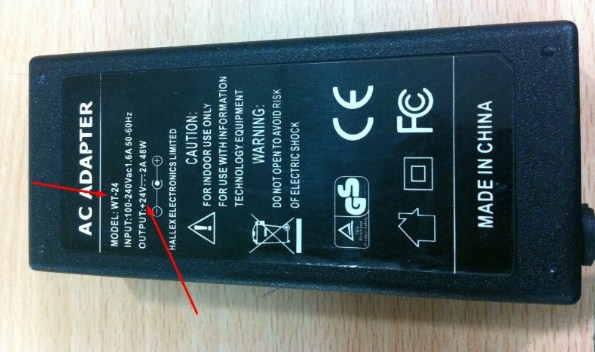 AC ADAPTER
MODEL: WT-24
INPUT:100-240Vac1.6A 50-60Hz
OUTPUT:+24V⎓2A 48W
HALLEX ELECTRONICS LIMITED
CAUTION:
FOR INDOOR USE ONLY
FOR USE WITH INFORMATION
TECHNOLOGY EQUIPMENT
WARNING:
DO NOT OPEN TO AVOID RISK
OF ELECTRIC SHOCK
GS
CE
FC
MADE IN CHINA